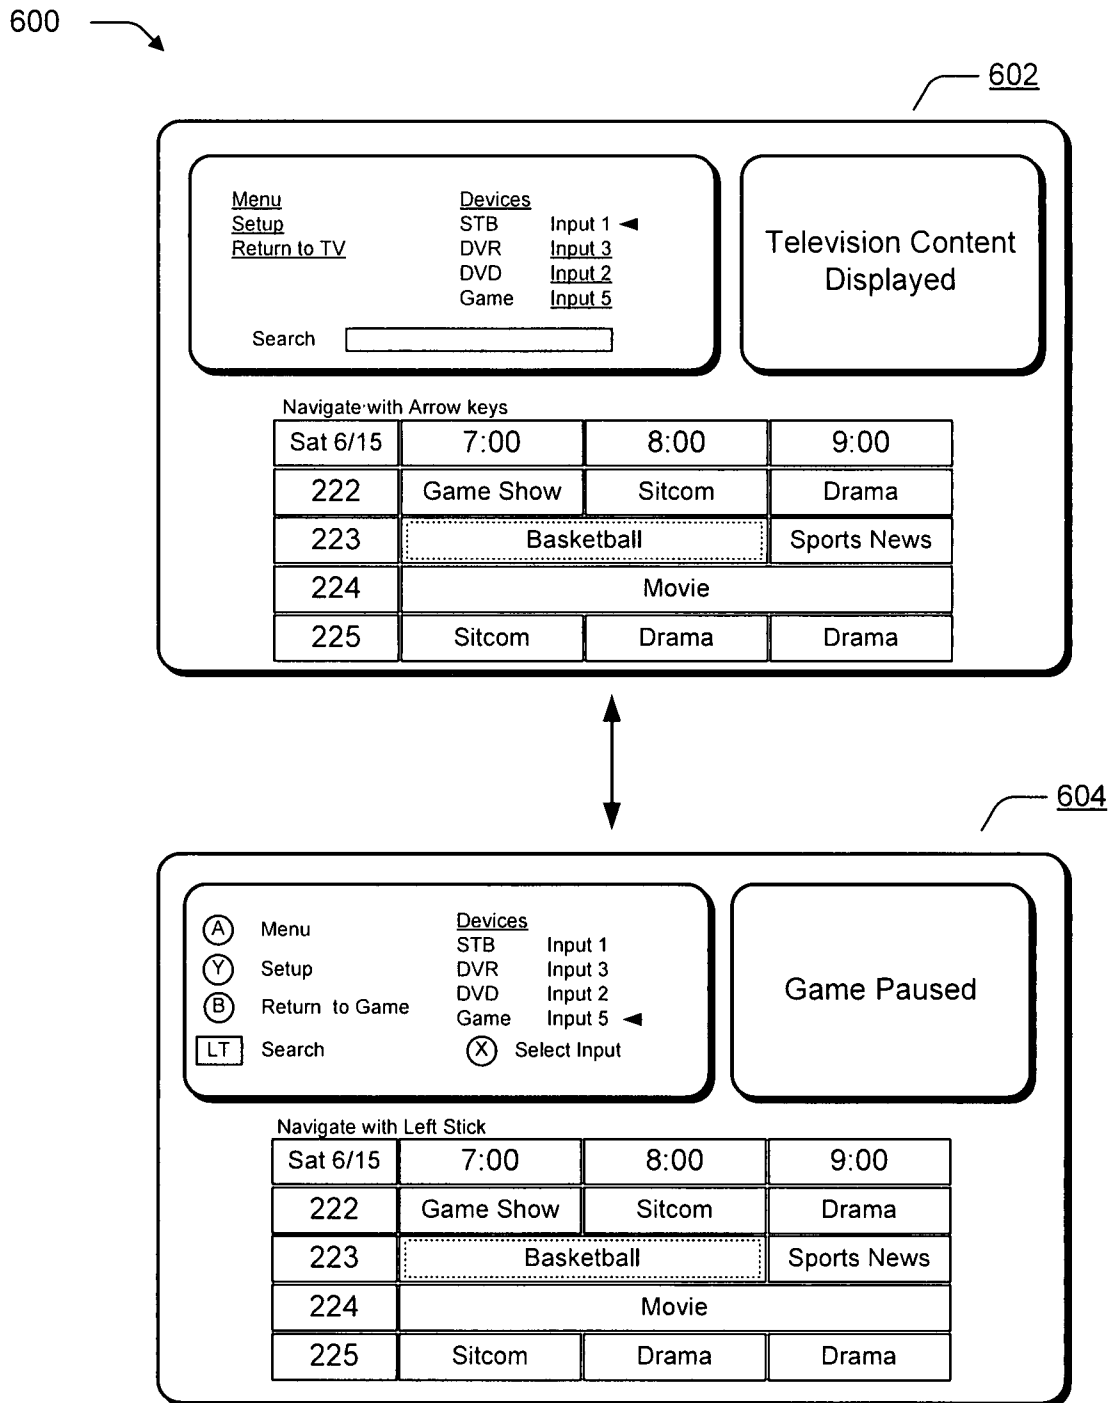 600
602
Menu
Setup
Return to TV
Devices
STB Input 1
DVR Input 3
DVD Input 2
Game Input 5
Search
Television Content
Displayed
Navigate with Arrow keys
Sat 6/15 7:00 8:00 9:00
222 Game Show Sitcom Drama
223 Basketball Sports News
224 Movie
225 Sitcom Drama Drama
604
A Menu
Y Setup
B Return to Game
LT Search
Devices
STB Input 1
DVR Input 3
DVD Input 2
Game Input 5
X Select Input
Game Paused
Navigate with Left Stick
Sat 6/15 7:00 8:00 9:00
222 Game Show Sitcom Drama
223 Basketball Sports News
224 Movie
225 Sitcom Drama Drama